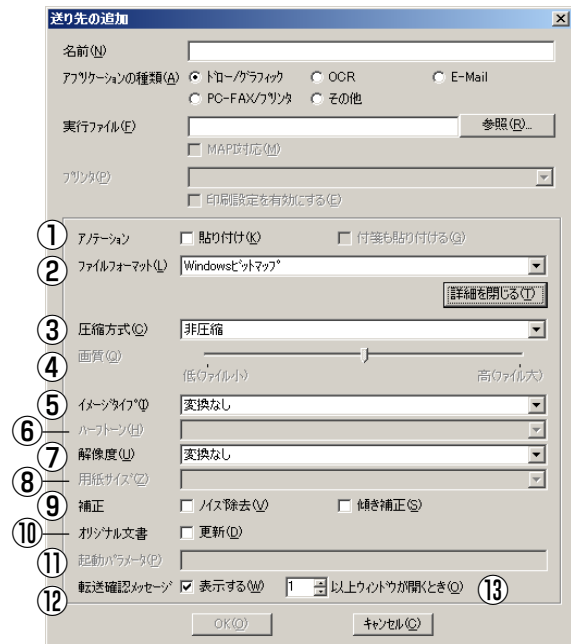 送り先の追加
名前(N)
アプリケーションの種類(A) ドロー/グラフィック OCR E-Mail
PC-FAX/プリンタ その他
実行ファイル(F) 参照(R)...
MAPI対応(M)
プリンタ(P)
印刷設定を有効にする(E)
① アノテーション 貼り付け(K) 付箋も貼り付ける(G)
② ファイルフォーマット(L) Windowsビットマップ
詳細を閉じる(T)
③ 圧縮方式(C) 非圧縮
④ 画質(Q)
低(ファイル小) 高(ファイル大)
⑤ イメージタイプ(I) 変換なし
⑥ ハーフトーン(H)
⑦ 解像度(U) 変換なし
⑧ 用紙サイズ(Z)
⑨ 補正 ノイズ除去(V) 傾き補正(S)
⑩ オリジナル文書 更新(D)
⑪ 起動パラメータ(P)
⑫ 転送確認メッセージ 表示する(W) 1 以上ウィンドウが開くとき(O) ⑬
OK(O) キャンセル(C)